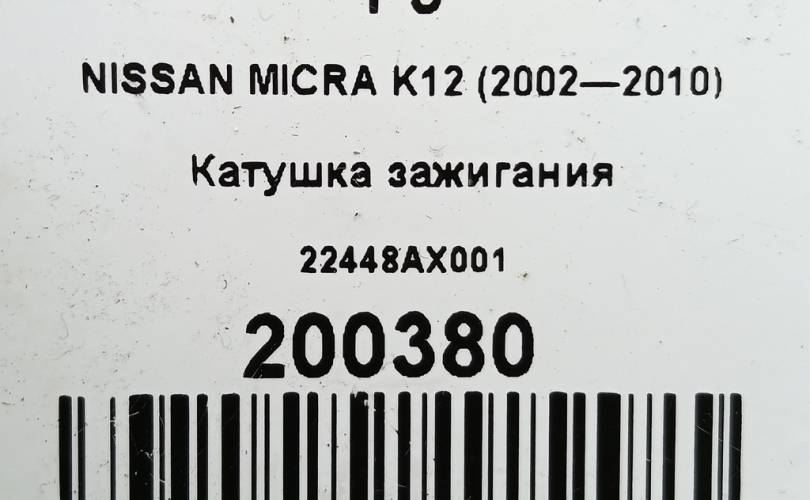 NISSAN MICRA K12 (2002—2010)
Катушка зажигания
22448AX001
200380